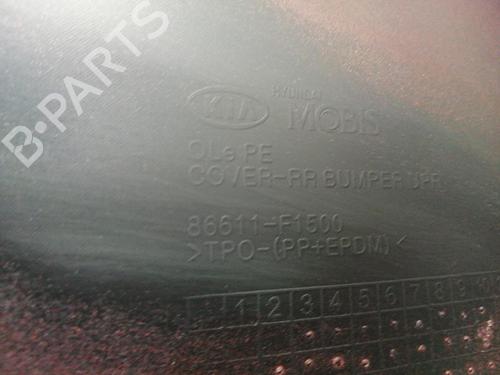 B-PARTS
KIA HYUNDAI MOBIS
QLe PE
COVER-RR BUMPER UPR
86611-F1500
>TPO-(PP+EPDM)<
1 2 3 4 5 6 7 8 9 10